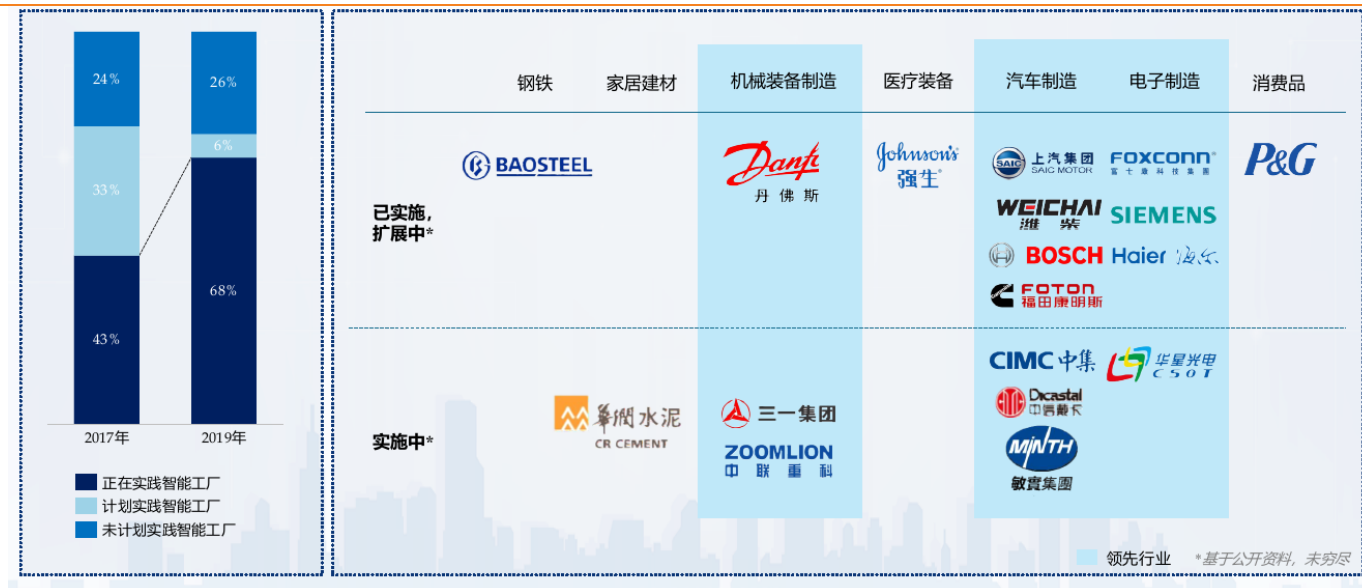 24%
33%
43%
2017年
26%
6%
68%
2019年
正在实践智能工厂
计划实践智能工厂
未计划实践智能工厂
钢铁 家居建材 机械装备制造 医疗装备 汽车制造 电子制造 消费品
已实施，
扩展中*
BAOSTEEL
Danf
丹佛斯
Johnson's
强生
SAIC
上汽集团
SAIC MOTOR
WEICHAI
潍柴
BOSCH
FOTON
福田康明斯
FOXCONN
富士康科技集团
SIEMENS
Haier 海尔
P&G
实施中*
華潤水泥
CR CEMENT
三一集团
ZOOMLION
中联重科
CIMC 中集
Dicastal
中信戴卡
MINTH
敏實集團
华星光电
CSOT
领先行业 *基于公开资料，未穷尽